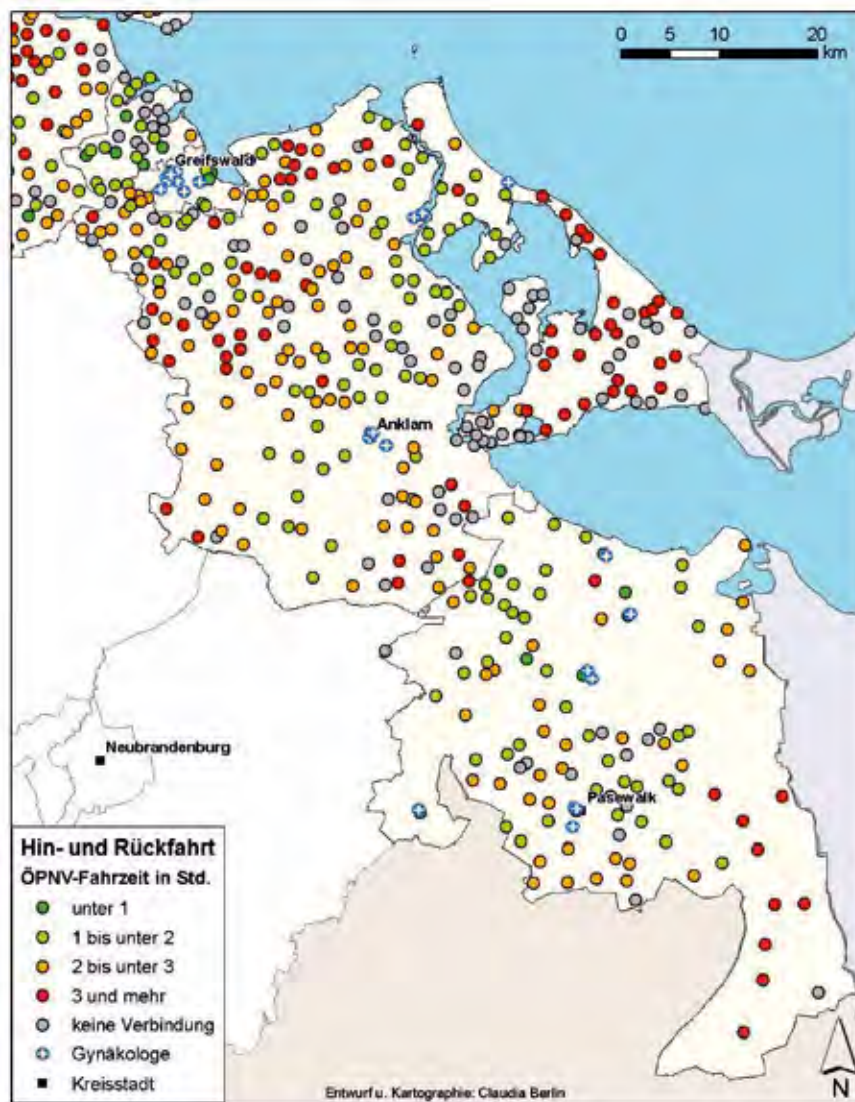 0 5 10 20
km
Greifswald
Anklam
Neubrandenburg
Pasewalk
Hin- und Rückfahrt
ÖPNV-Fahrzeit in Std.
unter 1
1 bis unter 2
2 bis unter 3
3 und mehr
keine Verbindung
Gynäkologe
Kreisstadt
Entwurf u. Kartographie: Claudia Berlin
N